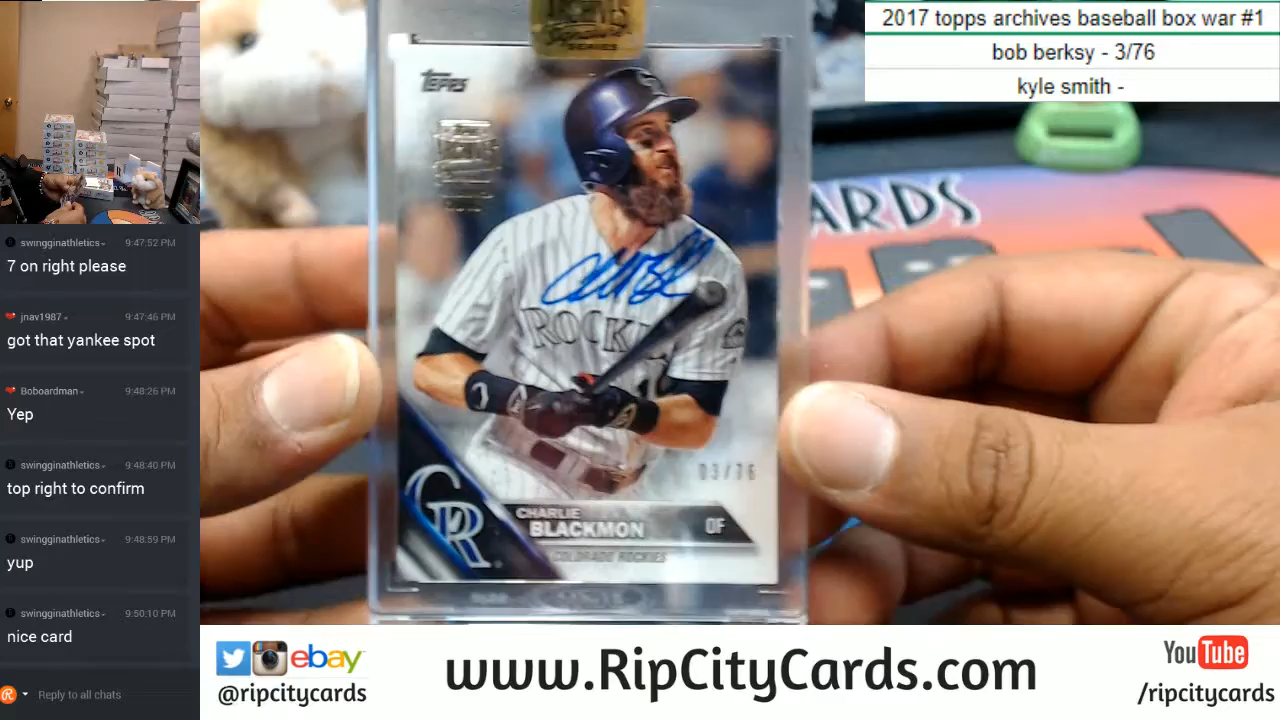 2017 topps archives baseball box war #1
bob berksy - 3/76
kyle smith -
swingginathletics 9:47:52 PM
7 on right please
jnav1987 9:47:46 PM
got that yankee spot
Boboardman 9:48:26 PM
Yep
swingginathletics 9:48:40 PM
top right to confirm
swingginathletics 9:48:59 PM
yup
swingginathletics 9:50:10 PM
nice card
Reply to all chats
SERIES
Topps
ROCKI
03/76
CR
CHARLIE
BLACKMON OF
COLORADO ROCKIES
ARDS
ebay
@ripcitycards
www.RipCityCards.com
YouTube
/ripcitycards